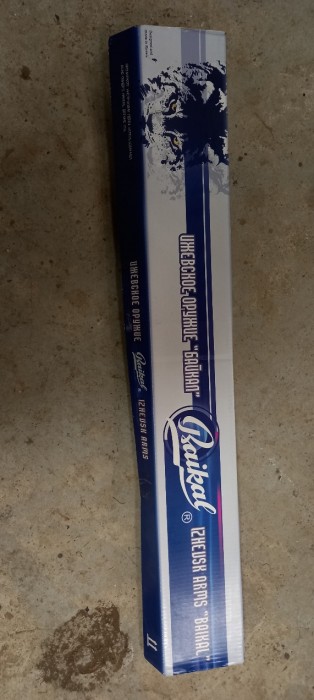 ИЖЕВСКОЕ ОРУЖИЕ "БАЙКАЛ"
Baikal ®
IZHEVSK ARMS "BAIKAL"
ИЖЕВСКОЕ ОРУЖИЕ
Baikal
IZHEVSK ARMS